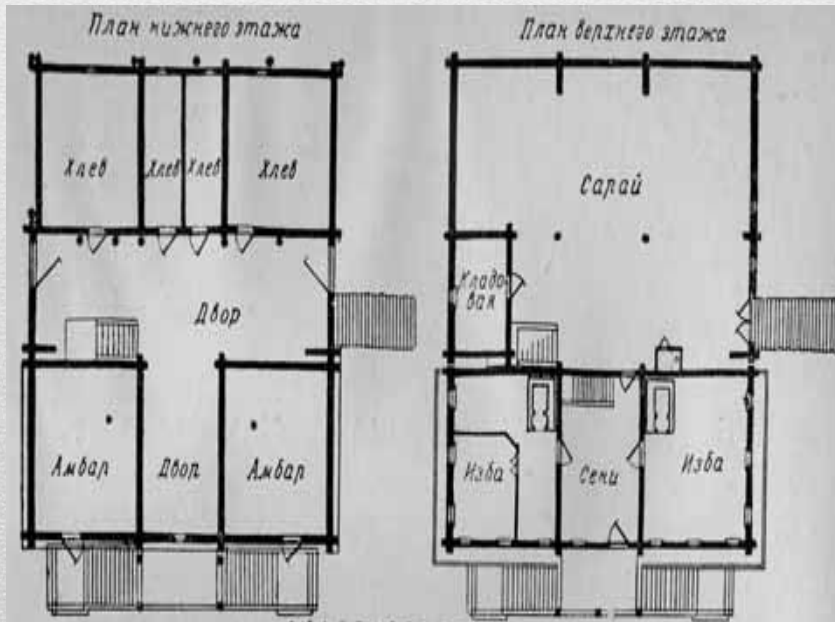 План нижнего этажа
Хлев
Хлев
Хлев
Хлев
Двор
Амбар
Двор
Амбар
План верхнего этажа
Сарай
Кладо-
вая
Изба
Сени
Изба